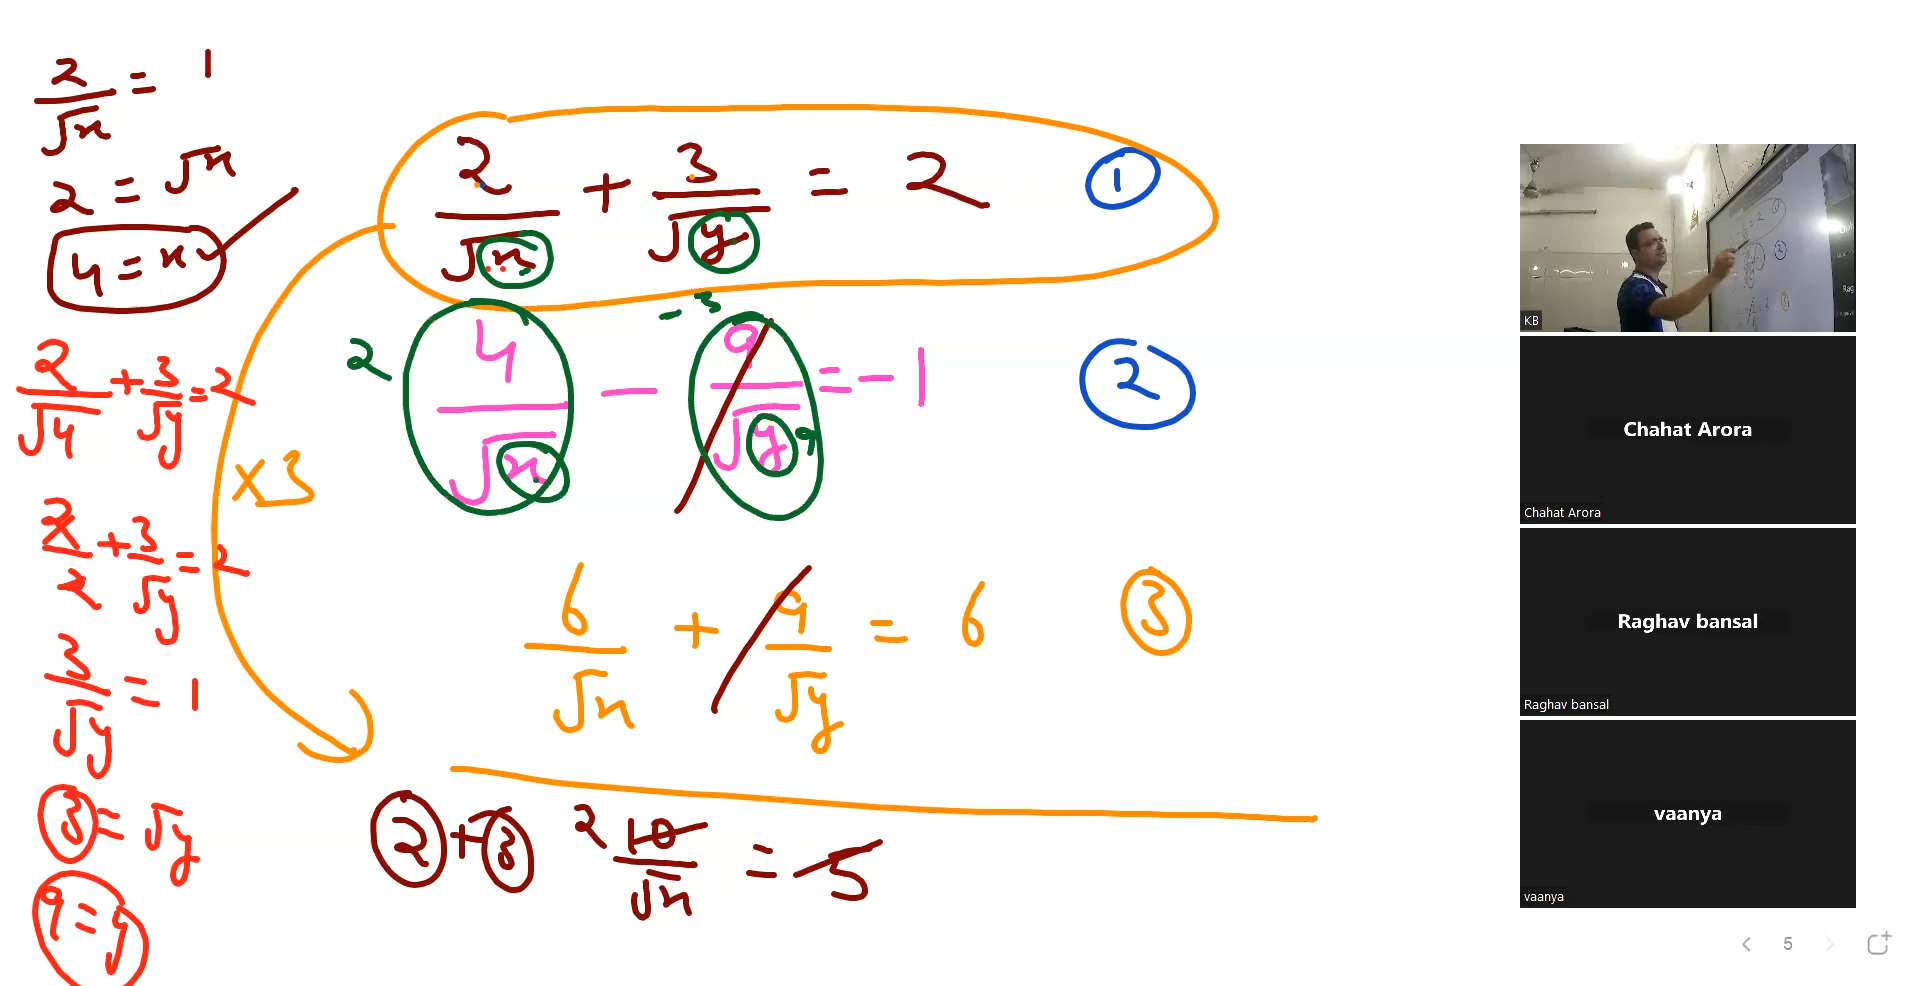 2/√x = 1
2 = √x
4 = x
2/√4 + 3/√y = 2
2/2 + 3/√y = 2
3/√y = 1
3 = √y
9 = y
2/√x + 3/√y = 2 ①
2 4/√x - 9/√y = -1 ②
-3
9
×3
6/√x + 9/√y = 6 ③
② + ③ 2 10/√x = 5
KB
Chahat Arora
Chahat Arora
Raghav bansal
Raghav bansal
vaanya
vaanya
5